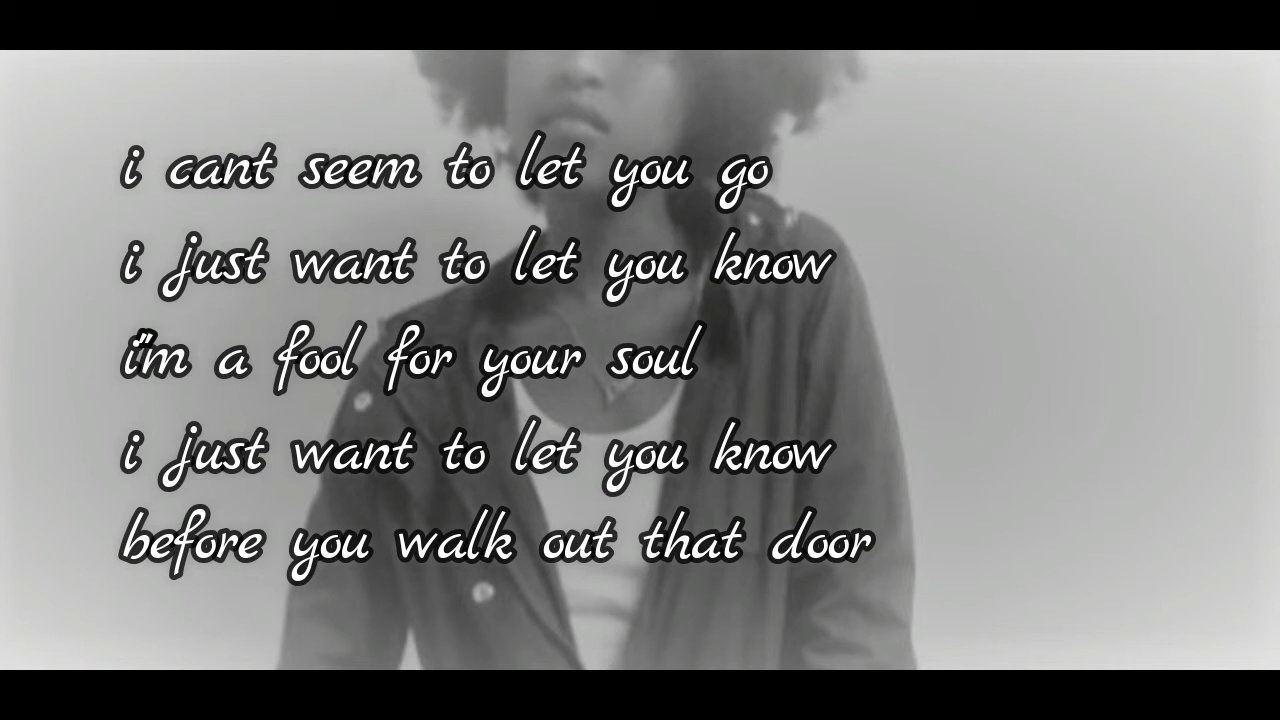 i cant seem to let you go
i just want to let you know
i"m a fool for your soul
i just want to let you know
before you walk out that door